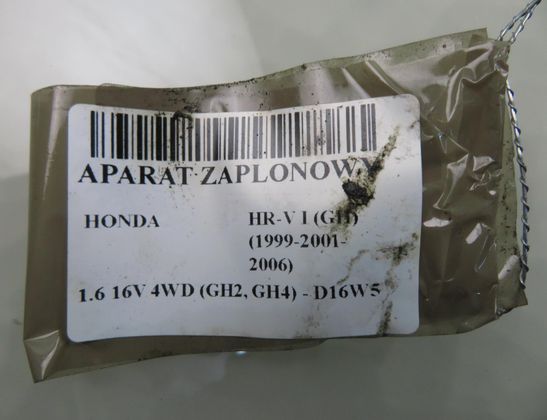 APARAT ZAPLONOWY
HONDA HR-V I (GH)
(1999-2001-
2006)
1.6 16V 4WD (GH2, GH4) - D16W5